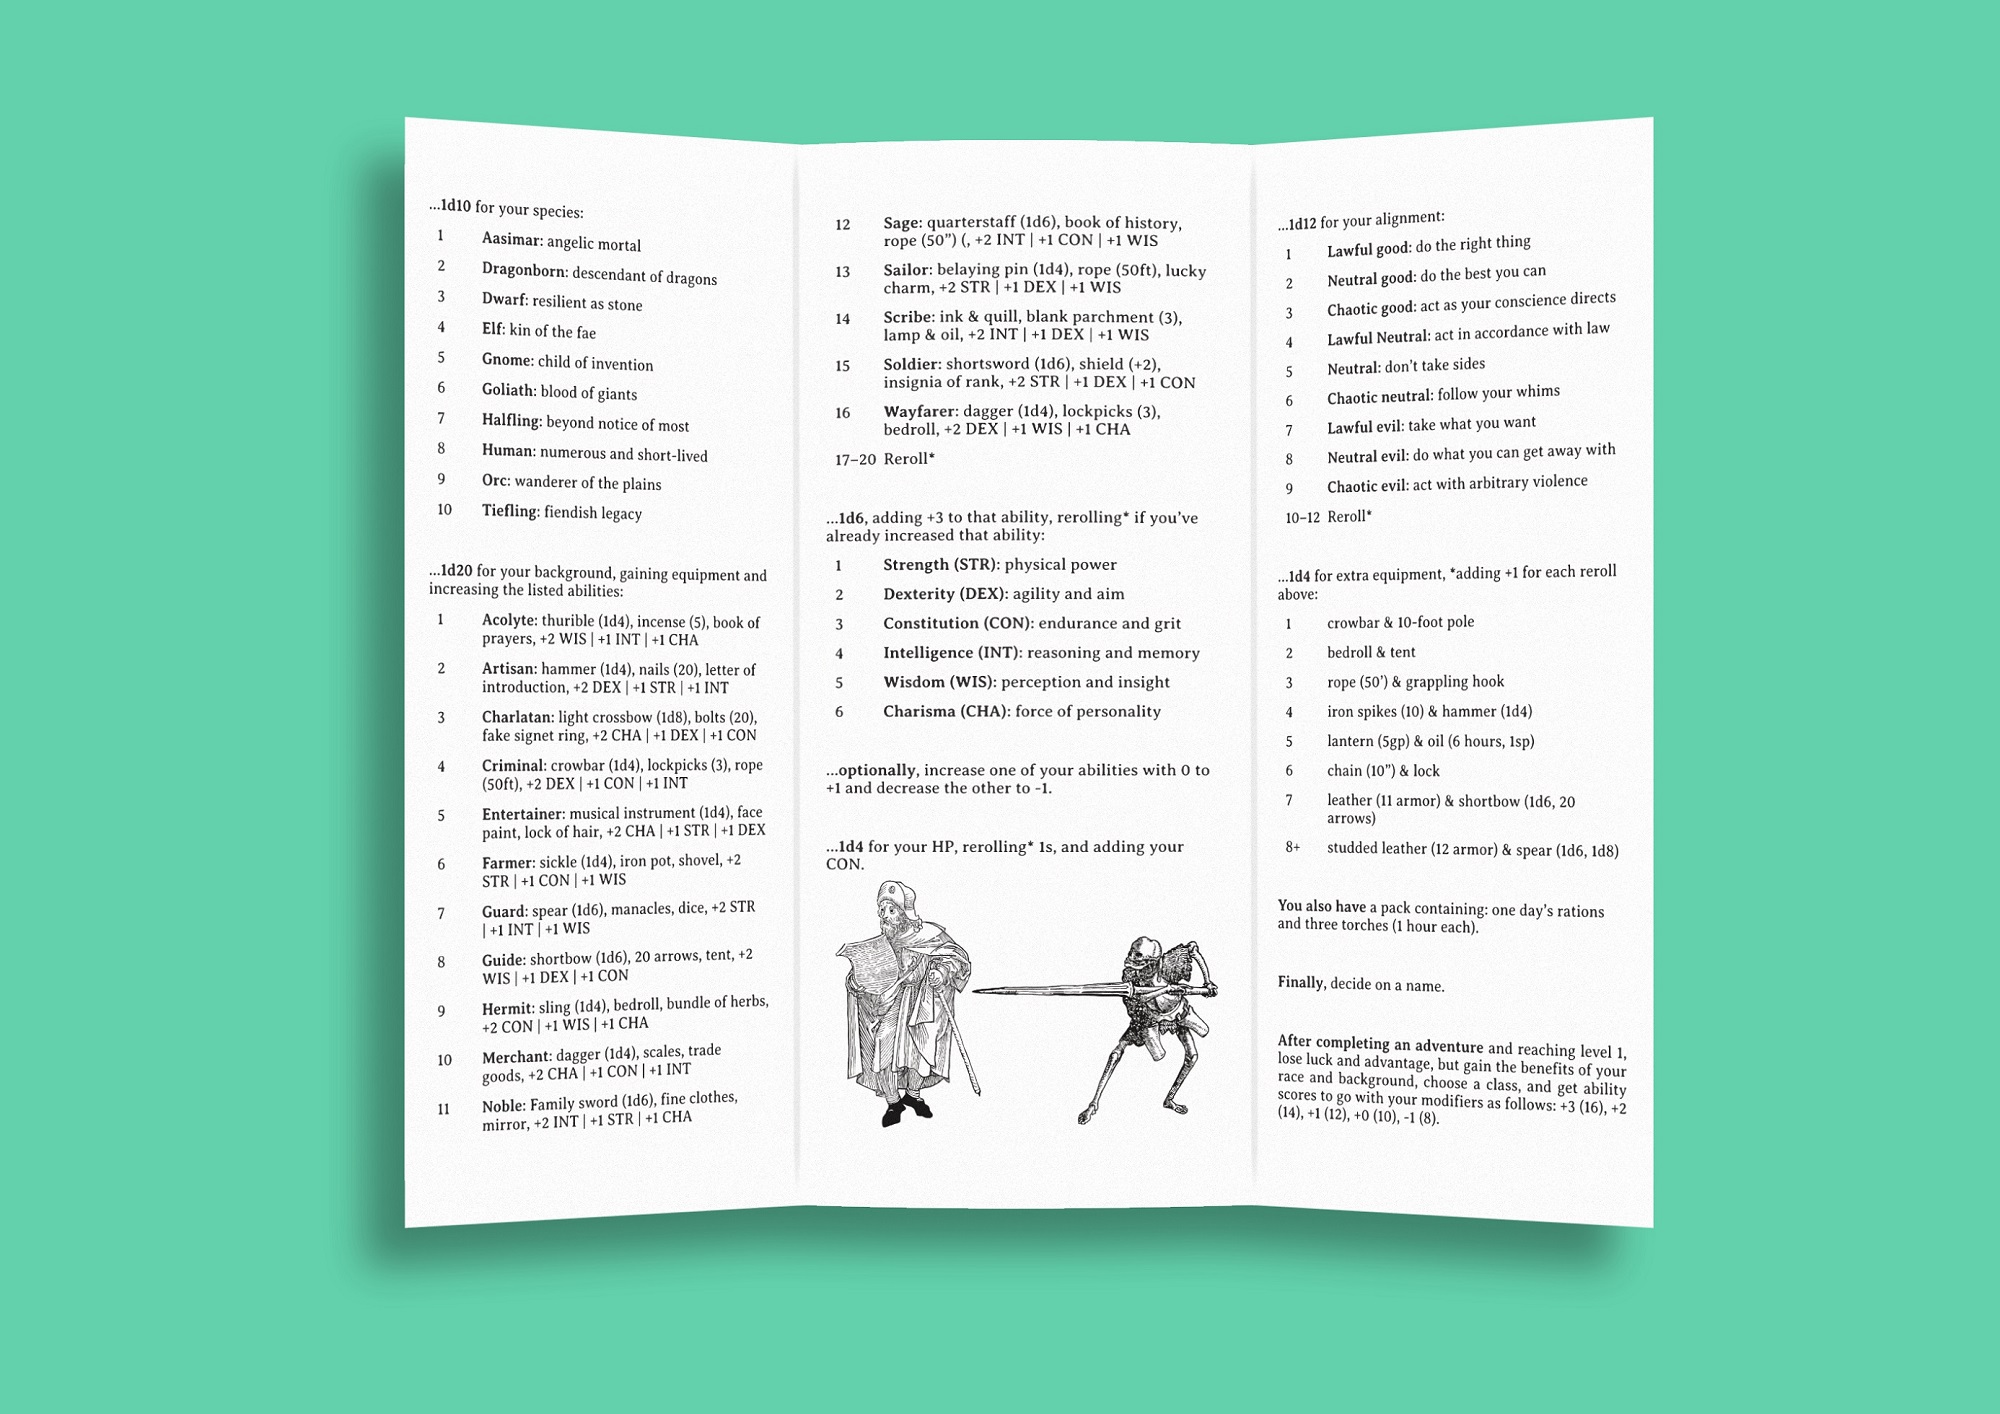 ...1d10 for your species:
1 Aasimar: angelic mortal
2 Dragonborn: descendant of dragons
3 Dwarf: resilient as stone
4 Elf: kin of the fae
5 Gnome: child of invention
6 Goliath: blood of giants
7 Halfling: beyond notice of most
8 Human: numerous and short-lived
9 Orc: wanderer of the plains
10 Tiefling: fiendish legacy
...1d20 for your background, gaining equipment and
increasing the listed abilities:
1 Acolyte: thurible (1d4), incense (5), book of
prayers, +2 WIS | +1 INT | +1 CHA
2 Artisan: hammer (1d4), nails (20), letter of
introduction, +2 DEX | +1 STR | +1 INT
3 Charlatan: light crossbow (1d8), bolts (20),
fake signet ring, +2 CHA | +1 DEX | +1 CON
4 Criminal: crowbar (1d4), lockpicks (3), rope
(50ft), +2 DEX | +1 CON | +1 INT
5 Entertainer: musical instrument (1d4), face
paint, lock of hair, +2 CHA | +1 STR | +1 DEX
6 Farmer: sickle (1d4), iron pot, shovel, +2
STR | +1 CON | +1 WIS
7 Guard: spear (1d6), manacles, dice, +2 STR
| +1 INT | +1 WIS
8 Guide: shortbow (1d6), 20 arrows, tent, +2
WIS | +1 DEX | +1 CON
9 Hermit: sling (1d4), bedroll, bundle of herbs,
+2 CON | +1 WIS | +1 CHA
10 Merchant: dagger (1d4), scales, trade
goods, +2 CHA | +1 CON | +1 INT
11 Noble: Family sword (1d6), fine clothes,
mirror, +2 INT | +1 STR | +1 CHA
12 Sage: quarterstaff (1d6), book of history,
rope (50”) (, +2 INT | +1 CON | +1 WIS
13 Sailor: belaying pin (1d4), rope (50ft), lucky
charm, +2 STR | +1 DEX | +1 WIS
14 Scribe: ink & quill, blank parchment (3),
lamp & oil, +2 INT | +1 DEX | +1 WIS
15 Soldier: shortsword (1d6), shield (+2),
insignia of rank, +2 STR | +1 DEX | +1 CON
16 Wayfarer: dagger (1d4), lockpicks (3),
bedroll, +2 DEX | +1 WIS | +1 CHA
17–20 Reroll*
...1d6, adding +3 to that ability, rerolling* if you’ve
already increased that ability:
1 Strength (STR): physical power
2 Dexterity (DEX): agility and aim
3 Constitution (CON): endurance and grit
4 Intelligence (INT): reasoning and memory
5 Wisdom (WIS): perception and insight
6 Charisma (CHA): force of personality
...optionally, increase one of your abilities with 0 to
+1 and decrease the other to -1.
...1d4 for your HP, rerolling* 1s, and adding your
CON.
...1d12 for your alignment:
1 Lawful good: do the right thing
2 Neutral good: do the best you can
3 Chaotic good: act as your conscience directs
4 Lawful Neutral: act in accordance with law
5 Neutral: don’t take sides
6 Chaotic neutral: follow your whims
7 Lawful evil: take what you want
8 Neutral evil: do what you can get away with
9 Chaotic evil: act with arbitrary violence
10–12 Reroll*
...1d4 for extra equipment, *adding +1 for each reroll
above:
1 crowbar & 10-foot pole
2 bedroll & tent
3 rope (50’) & grappling hook
4 iron spikes (10) & hammer (1d4)
5 lantern (5gp) & oil (6 hours, 1sp)
6 chain (10”) & lock
7 leather (11 armor) & shortbow (1d6, 20
arrows)
8+ studded leather (12 armor) & spear (1d6, 1d8)
You also have a pack containing: one day’s rations
and three torches (1 hour each).
Finally, decide on a name.
After completing an adventure and reaching level 1,
lose luck and advantage, but gain the benefits of your
race and background, choose a class, and get ability
scores to go with your modifiers as follows: +3 (16), +2
(14), +1 (12), +0 (10), -1 (8).